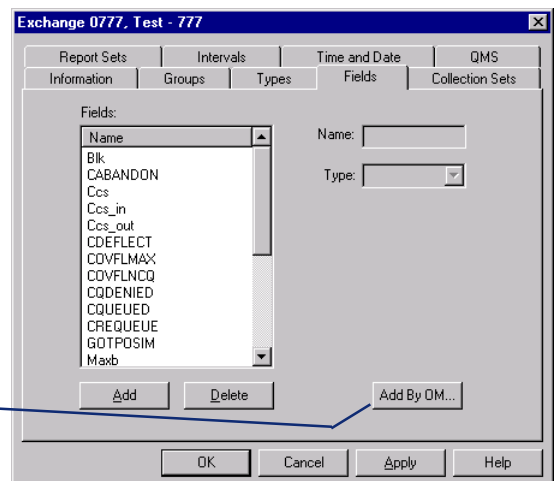 Exchange 0777, Test - 777
Report Sets Intervals Time and Date QMS
Information Groups Types Fields Collection Sets
Fields:
Name
Blk
CABANDON
Ccs
Ccs_in
Ccs_out
CDEFLECT
COVFLMAX
COVFLNCQ
CQDENIED
CQUEUED
CREQUEUE
GOTPOSIM
Maxb
Name:
Type:
Add Delete Add By OM...
OK Cancel Apply Help